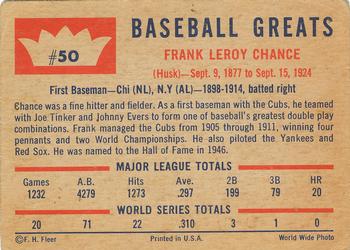 #50
BASEBALL GREATS
FRANK LEROY CHANCE
(Husk)—Sept. 9, 1877 to Sept. 15, 1924
First Baseman—Chi (NL), N.Y (AL)—1898-1914, batted right
Chance was a fine hitter and fielder. As a first baseman with the Cubs, he teamed
with Joe Tinker and Johnny Evers to form one of baseball's greatest double play
combinations. Frank managed the Cubs from 1905 through 1911, winning four
pennants and two World Championships. He also piloted the Yankees and
Red Sox. He was named to the Hall of Fame in 1946.
MAJOR LEAGUE TOTALS
Games A.B. Hits Pct. Runs 2B 3B HR
1232 4279 1273 .297 199 79 20
WORLD SERIES TOTALS
20 71 22 .310 3 1 0
©F. H. Fleer Printed in U.S.A. World Wide Photo